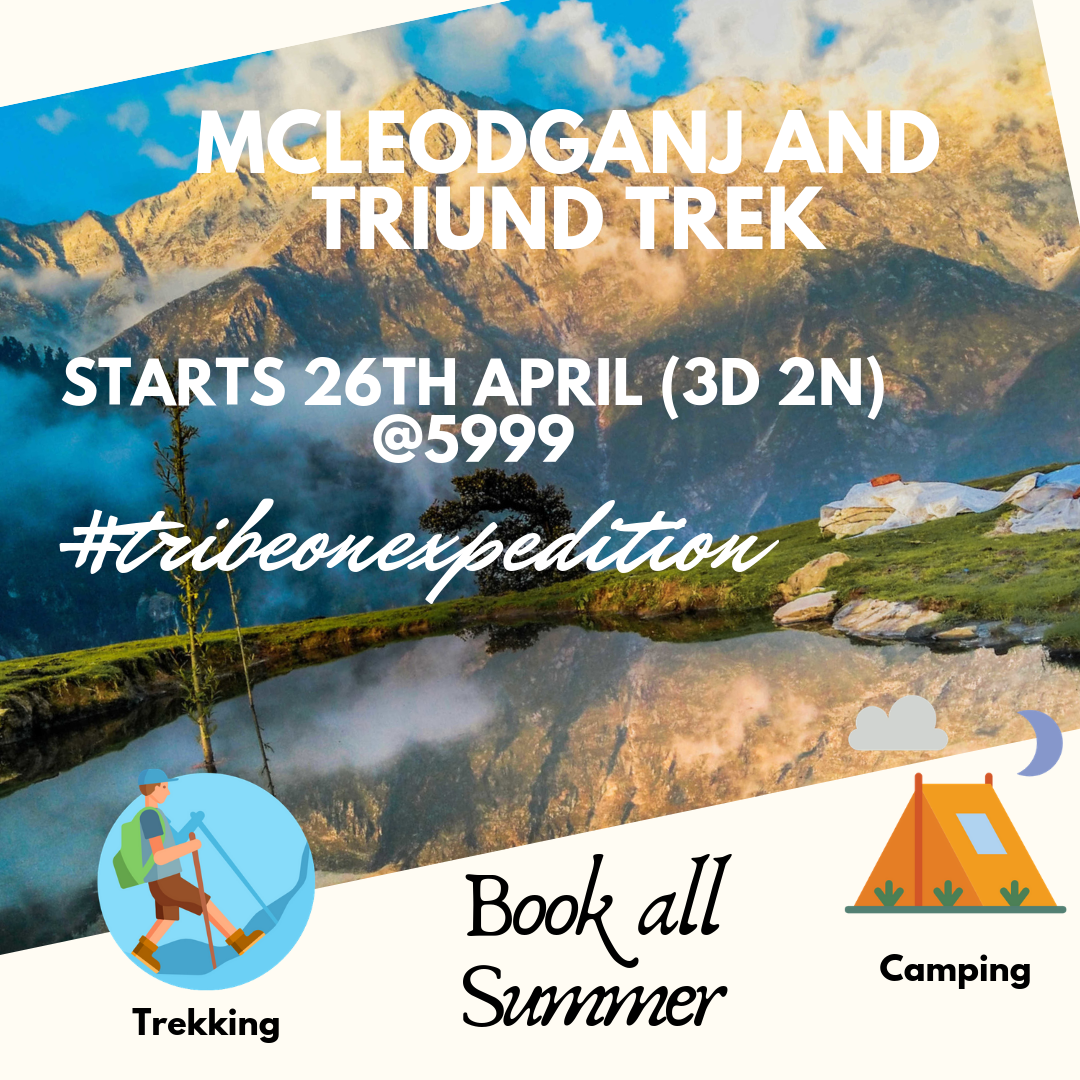 MCLEODGANJ AND
TRIUND TREK
STARTS 26TH APRIL (3D 2N)
@5999
#tribeonexpedition
Book all
Summer
Camping
Trekking